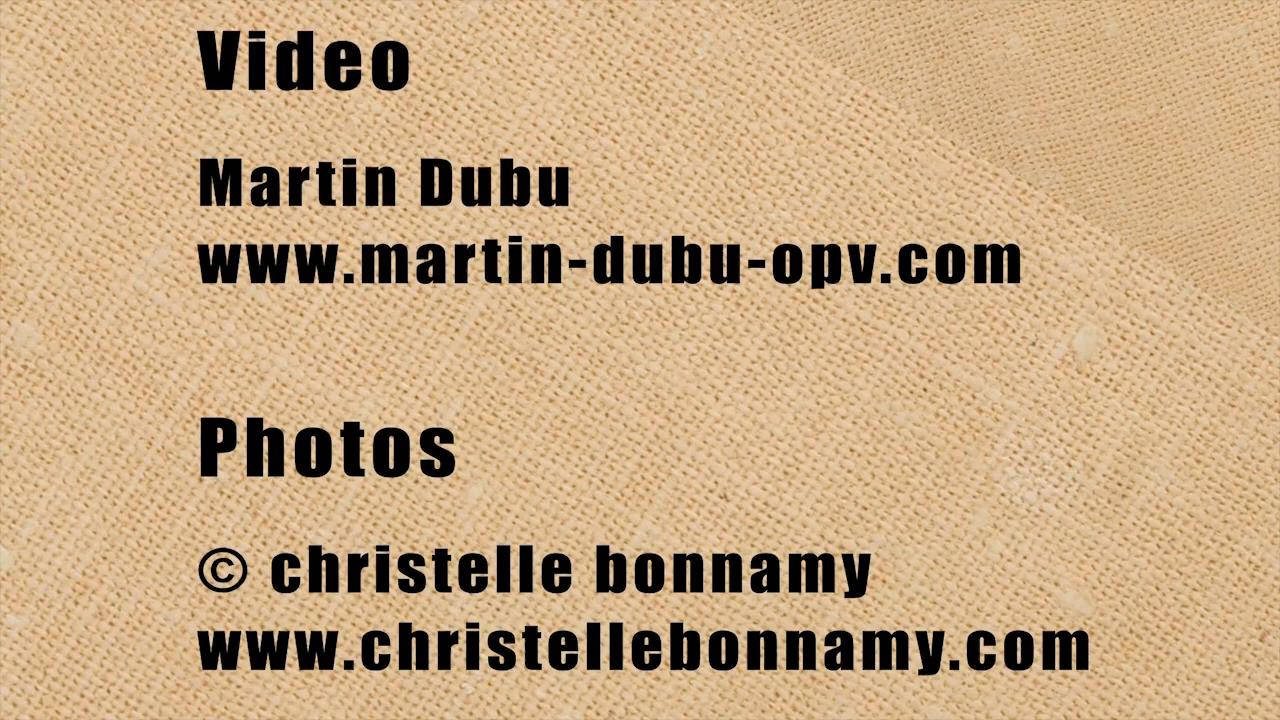 Video
Martin Dubu
www.martin-dubu-opv.com
Photos
© christelle bonnamy
www.christellebonnamy.com